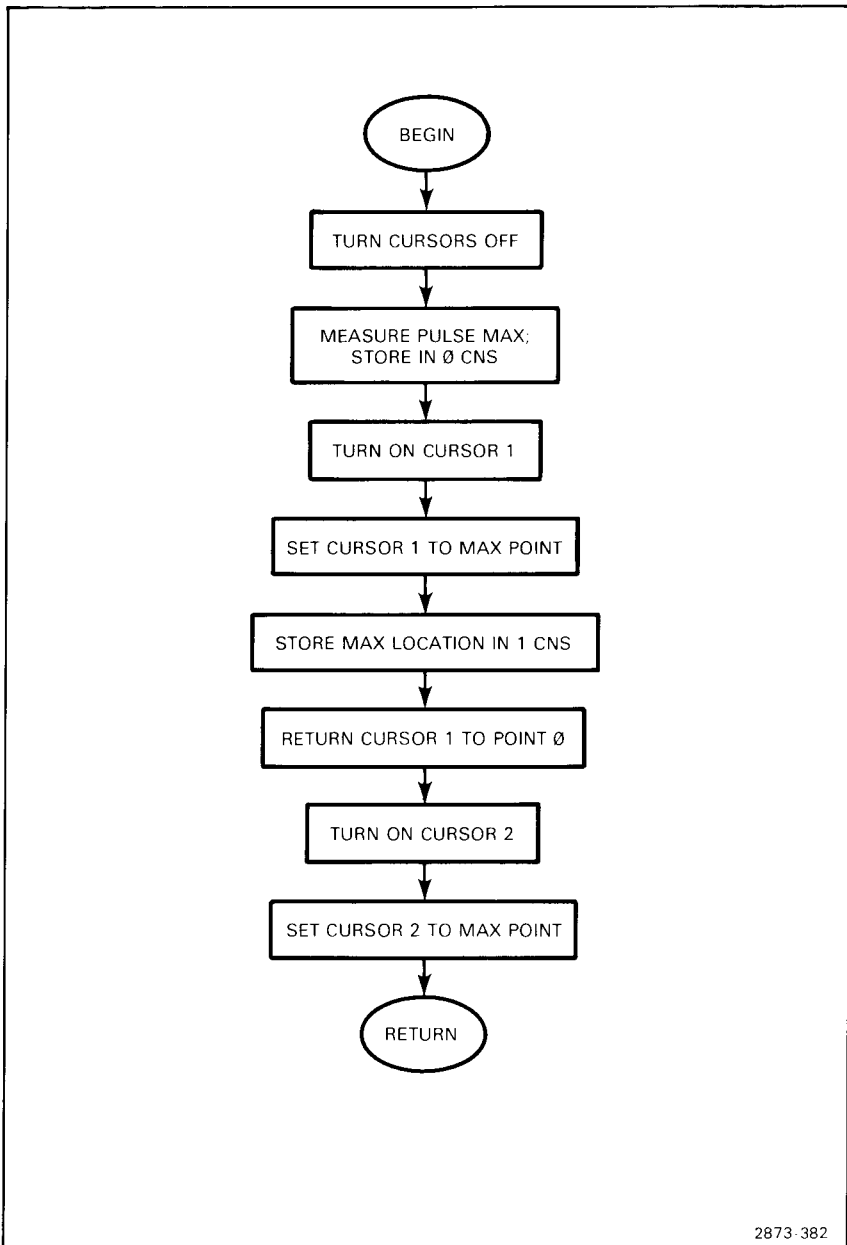 BEGIN
TURN CURSORS OFF
MEASURE PULSE MAX;
STORE IN Ø CNS
TURN ON CURSOR 1
SET CURSOR 1 TO MAX POINT
STORE MAX LOCATION IN 1 CNS
RETURN CURSOR 1 TO POINT Ø
TURN ON CURSOR 2
SET CURSOR 2 TO MAX POINT
RETURN
2873-382